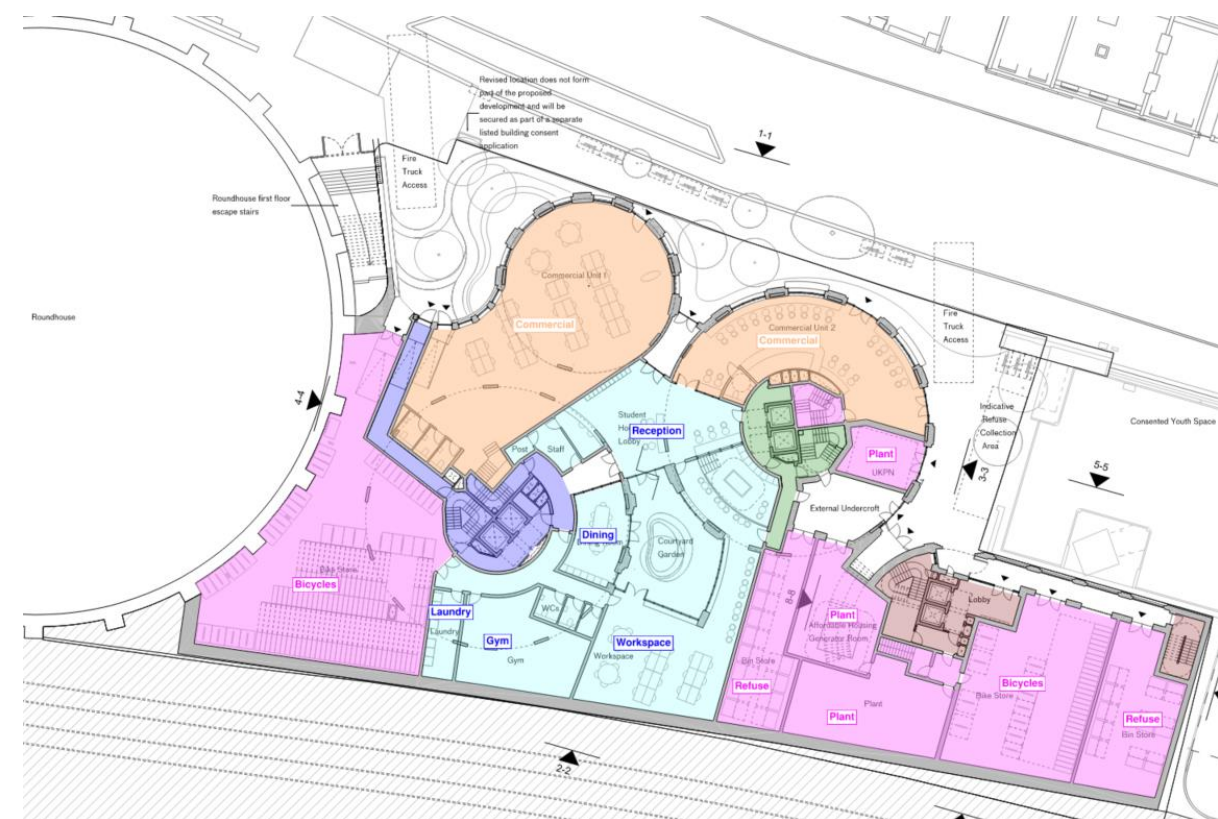 Revised location does not form
part of the proposed
development and will be
secured as part of a separate
listed building consent
application
1-1
Fire
Truck
Access
Roundhouse first floor
escape stairs
Commercial Unit 1
Roundhouse
Commercial
Commercial Unit 2
Commercial
Fire
Truck
Access
4-4
Indicative
Refuse
Collection
Area
Consented Youth Space
Student
Lobby
Reception
Post
Staff
Plant
UKPN
3-3
5-5
External Undercroft
Dining
Courtyard
Garden
Bike Store
Bicycles
Laundry
Laundry
WCs
Gym
Gym
Workspace
Workspace
8-8
Plant
Affordable Housing
Generator Room
Lobby
Bin Store
Refuse
Plant
Plant
Bicycles
Bike Store
Refuse
Bin Store
2-2